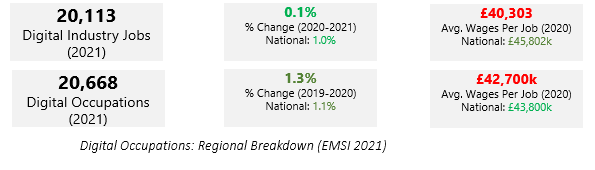 20,113
Digital Industry Jobs
(2021)
0.1%
% Change (2020-2021)
National: 1.0%
£40,303
Avg. Wages Per Job (2020)
National: £45,802k
20,668
Digital Occupations
(2021)
1.3%
% Change (2019-2020)
National: 1.1%
£42,700k
Avg. Wages Per Job (2020)
National: £43,800k
Digital Occupations: Regional Breakdown (EMSI 2021)